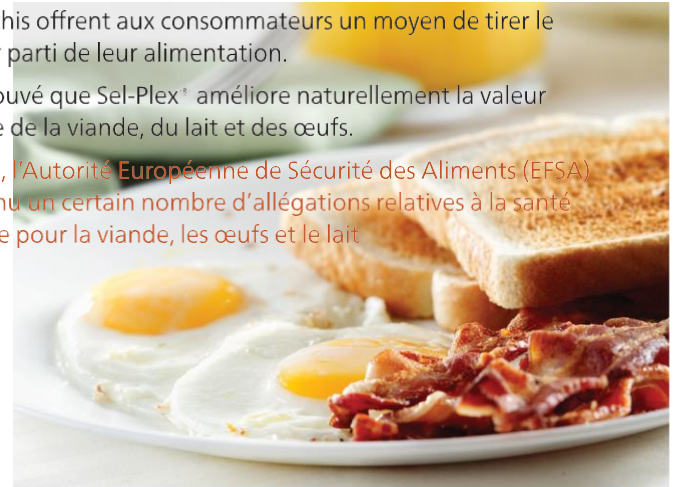 his offrent aux consommateurs un moyen de tirer le
parti de leur alimentation.
ouvé que Sel-Plex® améliore naturellement la valeur
e de la viande, du lait et des œufs.
, l'Autorité Européenne de Sécurité des Aliments (EFSA)
nu un certain nombre d'allégations relatives à la santé
e pour la viande, les œufs et le lait